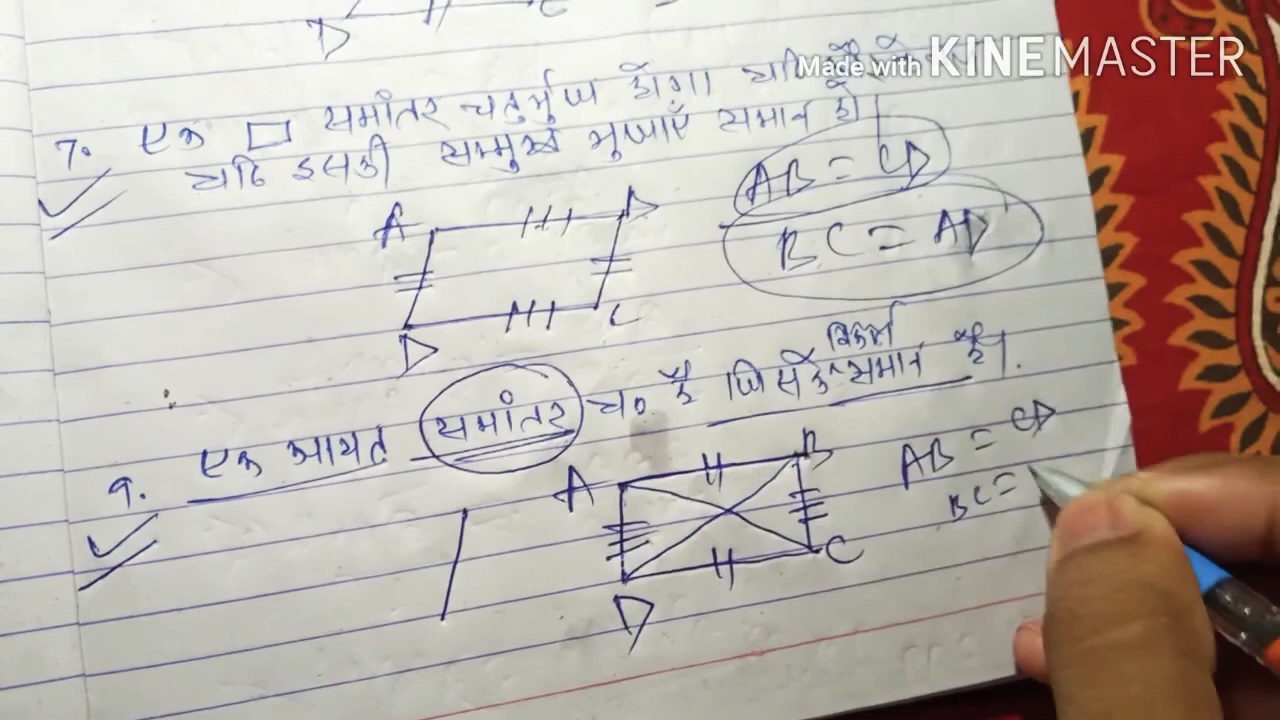 D
C
Made with KINEMASTER
7. एक □ समांतर चतुर्भुज होगा यदि
यदि इसकी सम्मुख भुजाएँ समान हो
AB = CD
BC = AD
A
D
D
C
विकर्ण
9. एक आयत समांतर च० है जिसके समान है।
A
B
D
C
AB = CD
BC =